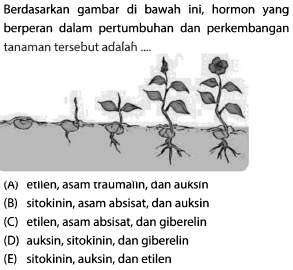 Berdasarkan gambar di bawah ini, hormon yang
berperan dalam pertumbuhan dan perkembangan
tanaman tersebut adalah ....
(A) etilen, asam traumalin, dan auksin
(B) sitokinin, asam absisat, dan auksin
(C) etilen, asam absisat, dan giberelin
(D) auksin, sitokinin, dan giberelin
(E) sitokinin, auksin, dan etilen